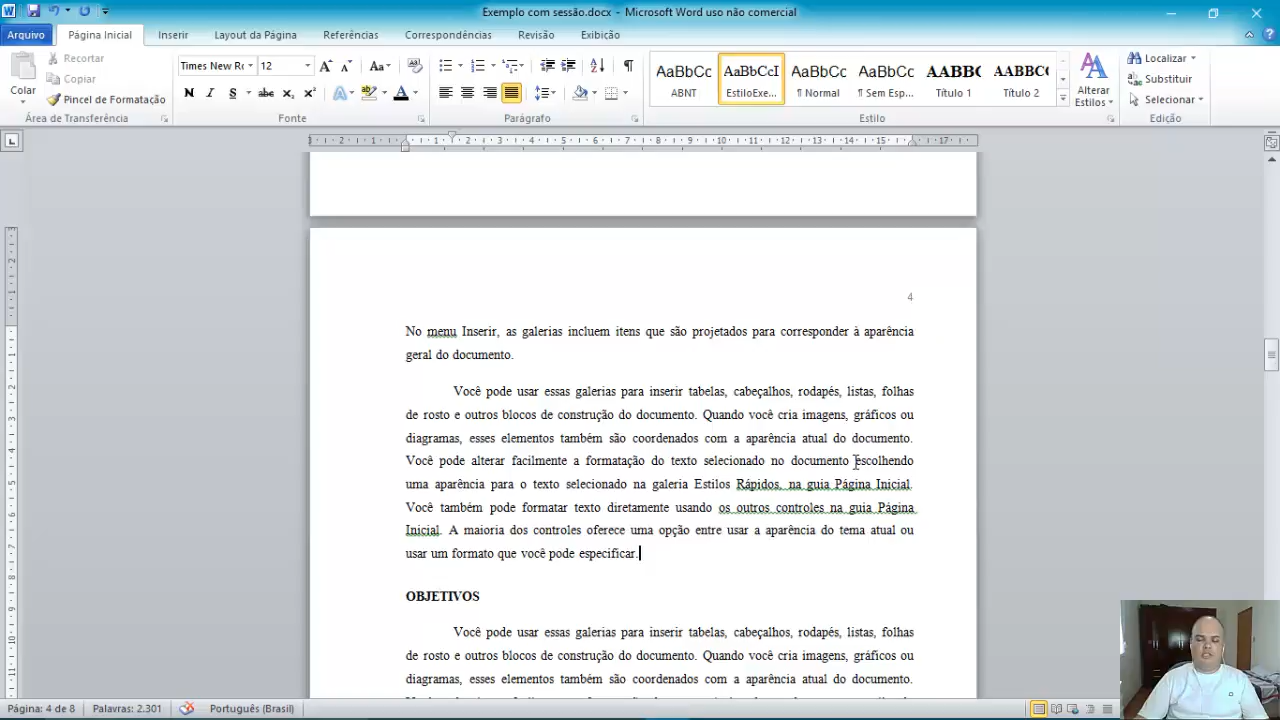 Exemplo com sessão.docx - Microsoft Word uso não comercial
Arquivo Página Inicial Inserir Layout da Página Referências Correspondências Revisão Exibição
Colar
Recortar
Copiar
Pincel de Formatação
Área de Transferência
Times New Ro 12
Fonte
Parágrafo
AaBbCc AaBbCcI AaBbCc AaBbCc AABBC AABBC
ABNT EstiloExe... ¶ Normal ¶ Sem Esp... Título 1 Título 2
Estilo
Alterar
Estilos
Localizar
Substituir
Selecionar
Edição
4
No menu Inserir, as galerias incluem itens que são projetados para corresponder à aparência
geral do documento.
Você pode usar essas galerias para inserir tabelas, cabeçalhos, rodapés, listas, folhas
de rosto e outros blocos de construção do documento. Quando você cria imagens, gráficos ou
diagramas, esses elementos também são coordenados com a aparência atual do documento.
Você pode alterar facilmente a formatação do texto selecionado no documento escolhendo
uma aparência para o texto selecionado na galeria Estilos Rápidos, na guia Página Inicial.
Você também pode formatar texto diretamente usando os outros controles na guia Página
Inicial. A maioria dos controles oferece uma opção entre usar a aparência do tema atual ou
usar um formato que você pode especificar.
OBJETIVOS
Você pode usar essas galerias para inserir tabelas, cabeçalhos, rodapés, listas, folhas
de rosto e outros blocos de construção do documento. Quando você cria imagens, gráficos ou
diagramas, esses elementos também são coordenados com a aparência atual do documento.
Página: 4 de 8 Palavras: 2.301 Português (Brasil)